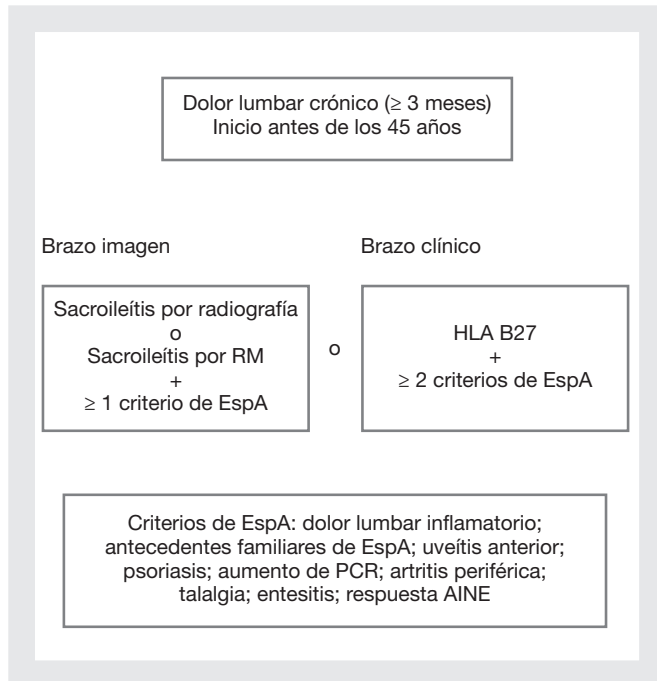 Dolor lumbar crónico (≥ 3 meses)
Inicio antes de los 45 años
Brazo imagen
Brazo clínico
Sacroileítis por radiografía
o
Sacroileítis por RM
+
≥ 1 criterio de EspA
o
HLA B27
+
≥ 2 criterios de EspA
Criterios de EspA: dolor lumbar inflamatorio;
antecedentes familiares de EspA; uveítis anterior;
psoriasis; aumento de PCR; artritis periférica;
talalgia; entesitis; respuesta AINE